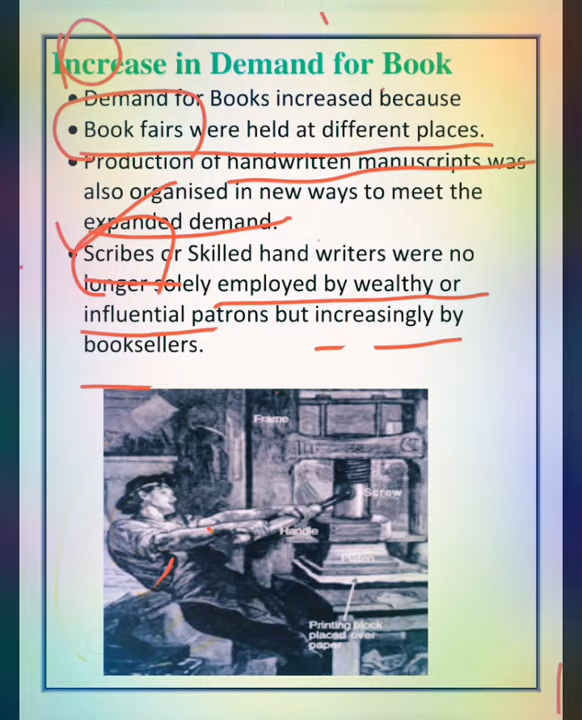 Increase in Demand for Book
• Demand for Books increased because
• Book fairs were held at different places.
• Production of handwritten manuscripts was
also organised in new ways to meet the
expanded demand.
• Scribes or Skilled hand writers were no
longer solely employed by wealthy or
influential patrons but increasingly by
booksellers.
Frame
Screw
Handle
Platen
Printing block
placed over
paper